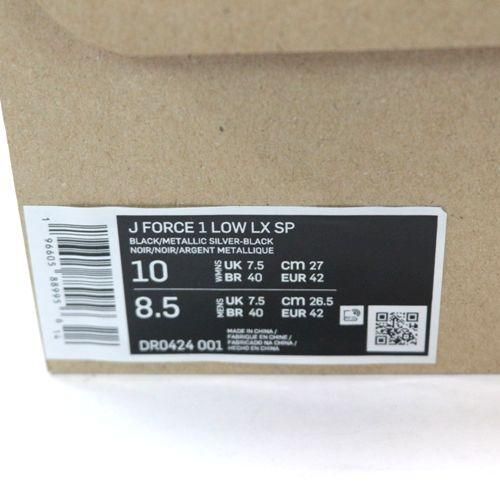 J FORCE 1 LOW LX SP
BLACK/METALLIC SILVER-BLACK
NOIR/NOIR/ARGENT METALLIQUE
10 WMNS UK 7.5 cm 27
BR 40 EUR 42
8.5 MENS UK 7.5 cm 26.5
BR 40 EUR 42
DR0424 001
MADE IN CHINA /
FABRIQUE EN CHINE /
FABRICADO NA CHINA /
HECHO EN CHINA